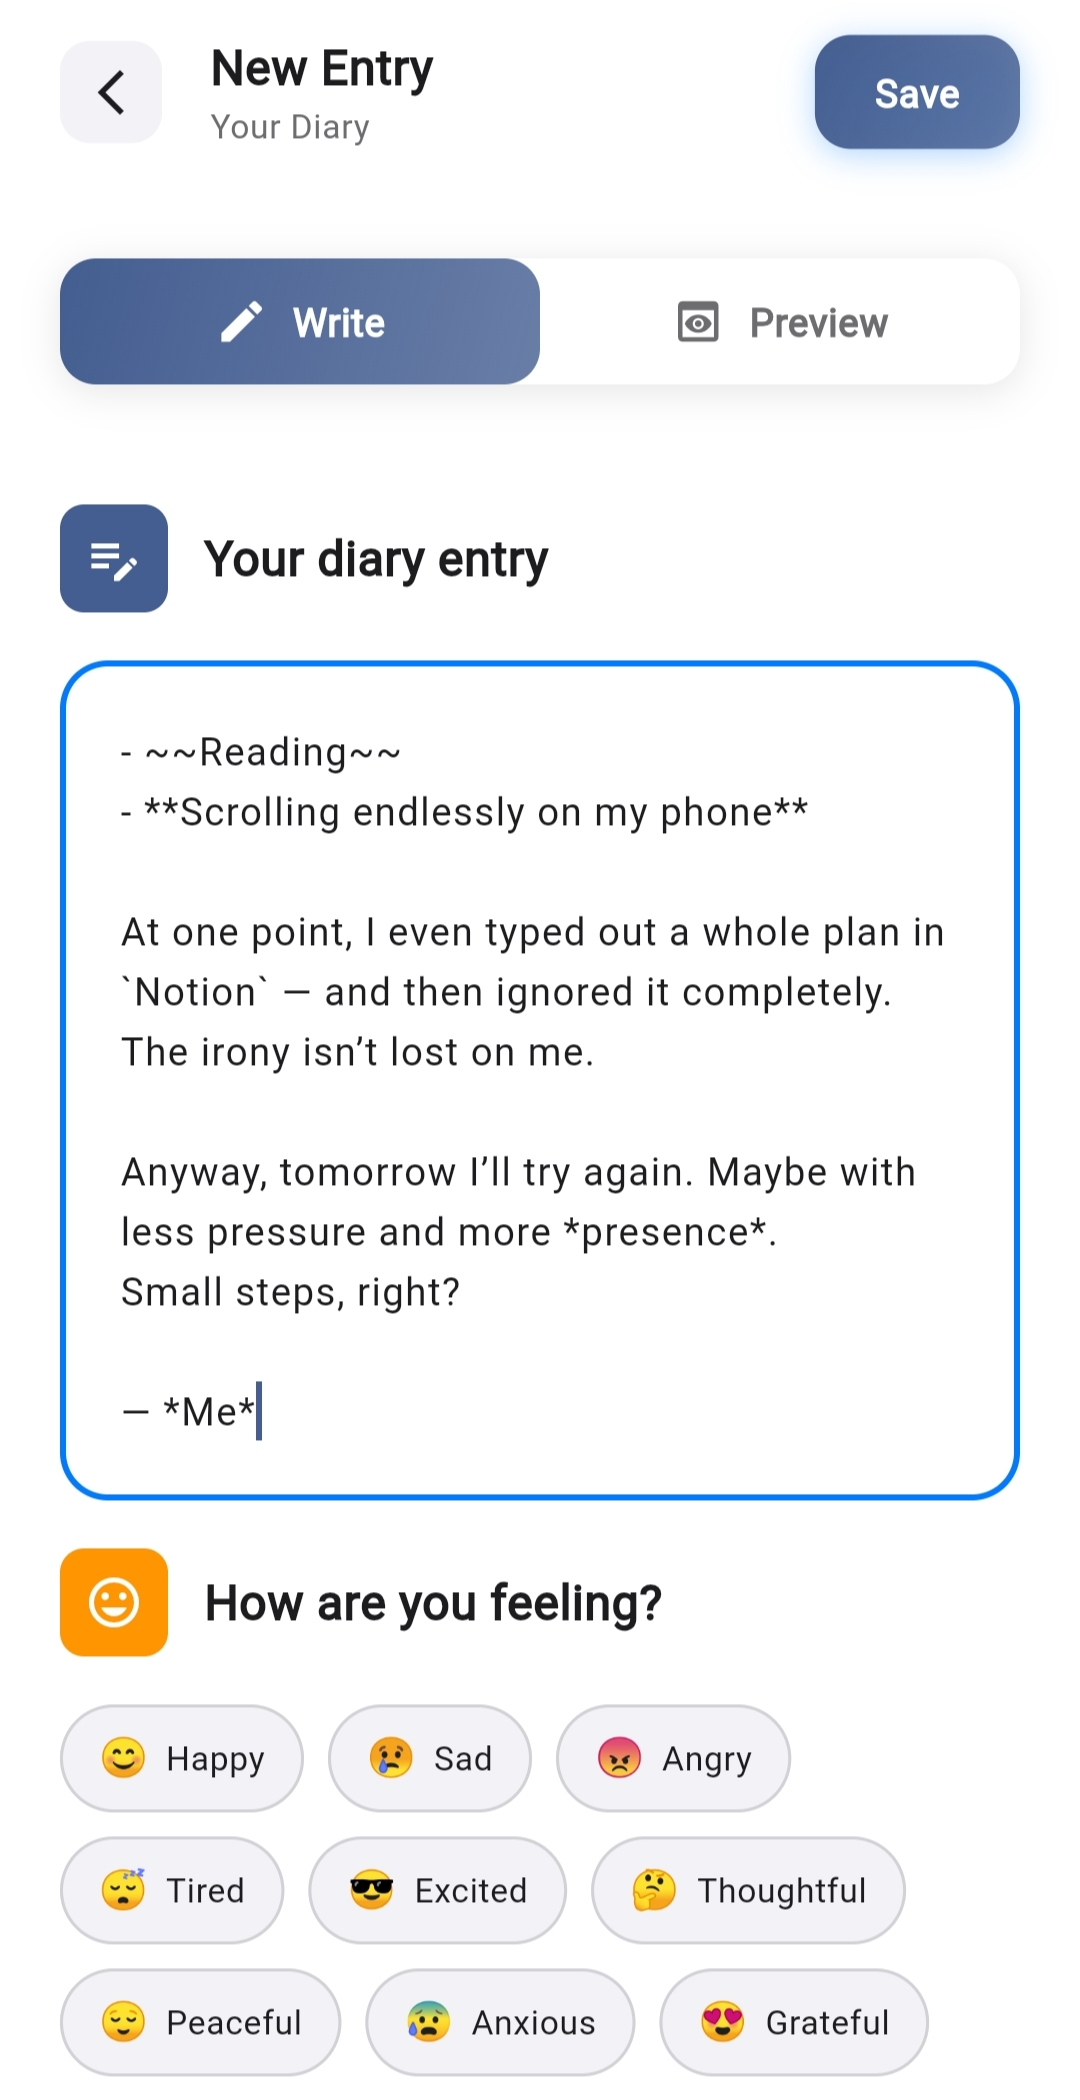 New Entry
Your Diary
Save
Write
Preview
Your diary entry
- ~~Reading~~
- **Scrolling endlessly on my phone**
At one point, I even typed out a whole plan in
`Notion` — and then ignored it completely.
The irony isn’t lost on me.
Anyway, tomorrow I’ll try again. Maybe with
less pressure and more *presence*.
Small steps, right?
— *Me*
How are you feeling?
😊 Happy
😢 Sad
😡 Angry
😴 Tired
😎 Excited
🤔 Thoughtful
😌 Peaceful
😰 Anxious
😍 Grateful